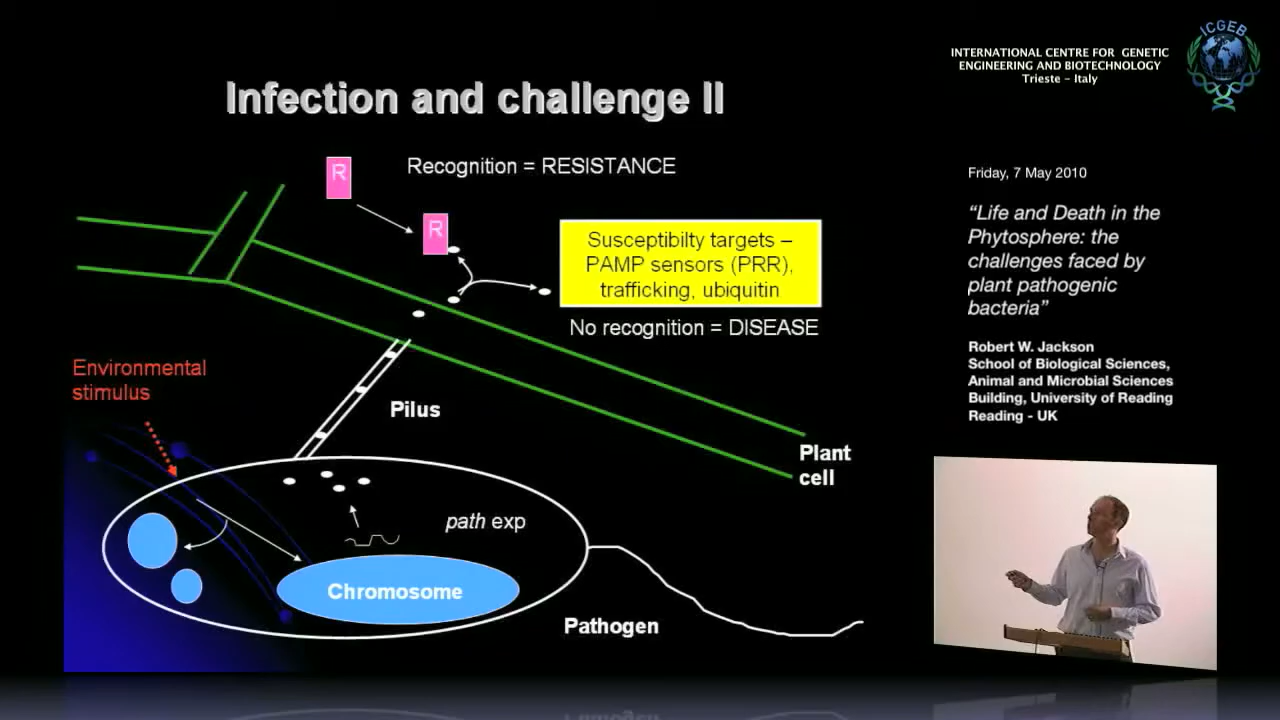 INTERNATIONAL CENTRE FOR GENETIC
ENGINEERING AND BIOTECHNOLOGY
Trieste - Italy
ICGEB
Infection and challenge II
R
Recognition = RESISTANCE
R
Susceptibilty targets –
PAMP sensors (PRR),
trafficking, ubiquitin
No recognition = DISEASE
Environmental
stimulus
Pilus
Plant
cell
path exp
Chromosome
Pathogen
Friday, 7 May 2010
“Life and Death in the
Phytosphere: the
challenges faced by
plant pathogenic
bacteria”
Robert W. Jackson
School of Biological Sciences,
Animal and Microbial Sciences
Building, University of Reading
Reading - UK